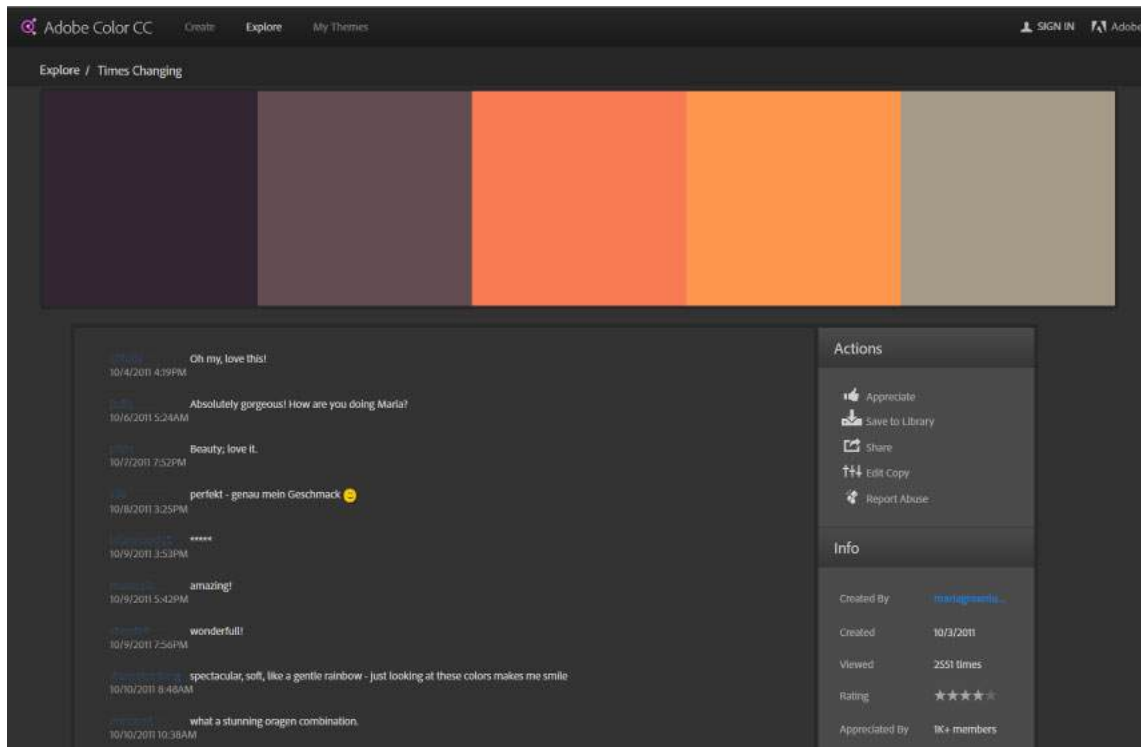 Adobe Color CC Create Explore My Themes SIGN IN Adobe
Explore / Times Changing
Oh my, love this!
10/4/2011 4:19PM
Absolutely gorgeous! How are you doing Maria?
10/6/2011 5:24AM
Beauty; love it.
10/7/2011 7:52PM
perfekt - genau mein Geschmack
10/8/2011 3:25PM
*****
10/9/2011 3:53PM
amazing!
10/9/2011 5:42PM
wonderfull!
10/9/2011 7:56PM
spectacular, soft, like a gentle rainbow - just looking at these colors makes me smile
10/10/2011 8:48AM
what a stunning oragen combination.
10/10/2011 10:38AM
Actions
Appreciate
Save to Library
Share
Edit Copy
Report Abuse
Info
Created By
Created 10/3/2011
Viewed 2551 times
Rating
Appreciated By 1K+ members